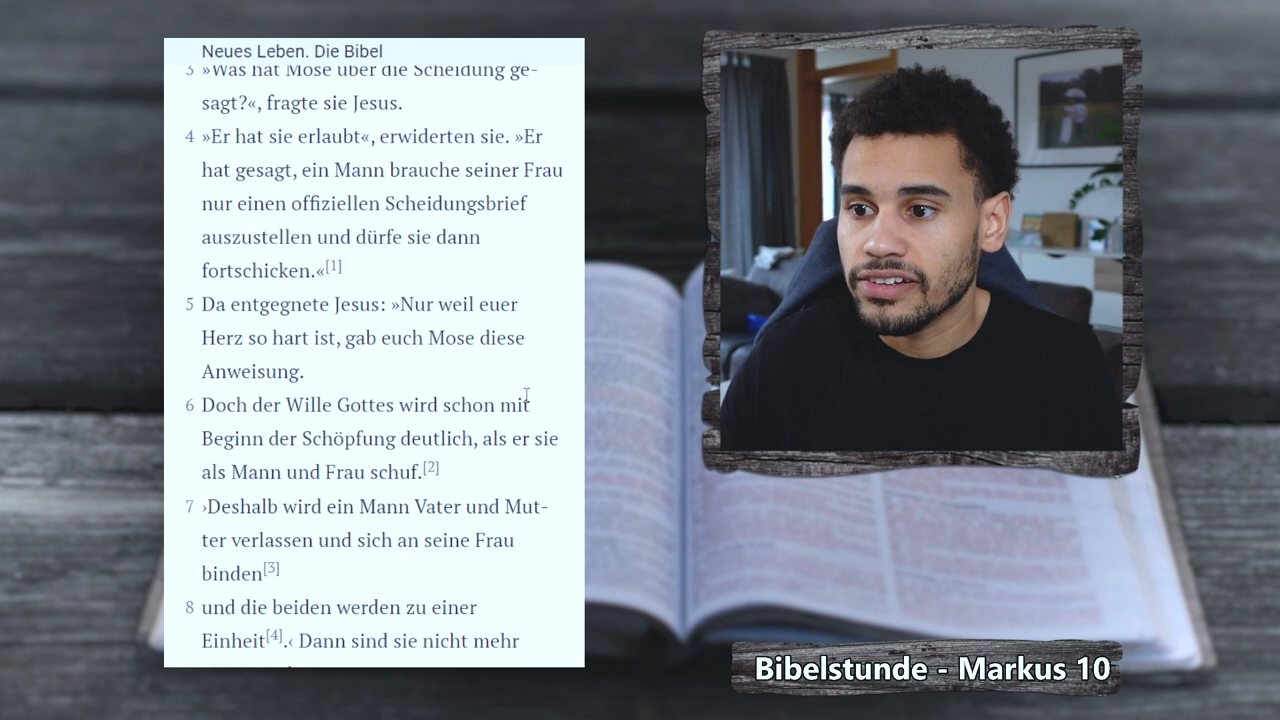 Neues Leben. Die Bibel
3 »Was hat Mose über die Scheidung ge-
sagt?«, fragte sie Jesus.
4 »Er hat sie erlaubt«, erwiderten sie. »Er
hat gesagt, ein Mann brauche seiner Frau
nur einen offiziellen Scheidungsbrief
auszustellen und dürfe sie dann
fortschicken.«[1]
5 Da entgegnete Jesus: »Nur weil euer
Herz so hart ist, gab euch Mose diese
Anweisung.
6 Doch der Wille Gottes wird schon mit
Beginn der Schöpfung deutlich, als er sie
als Mann und Frau schuf.[2]
7 ›Deshalb wird ein Mann Vater und Mut-
ter verlassen und sich an seine Frau
binden[3]
8 und die beiden werden zu einer
Einheit[4].‹ Dann sind sie nicht mehr
Bibelstunde - Markus 10